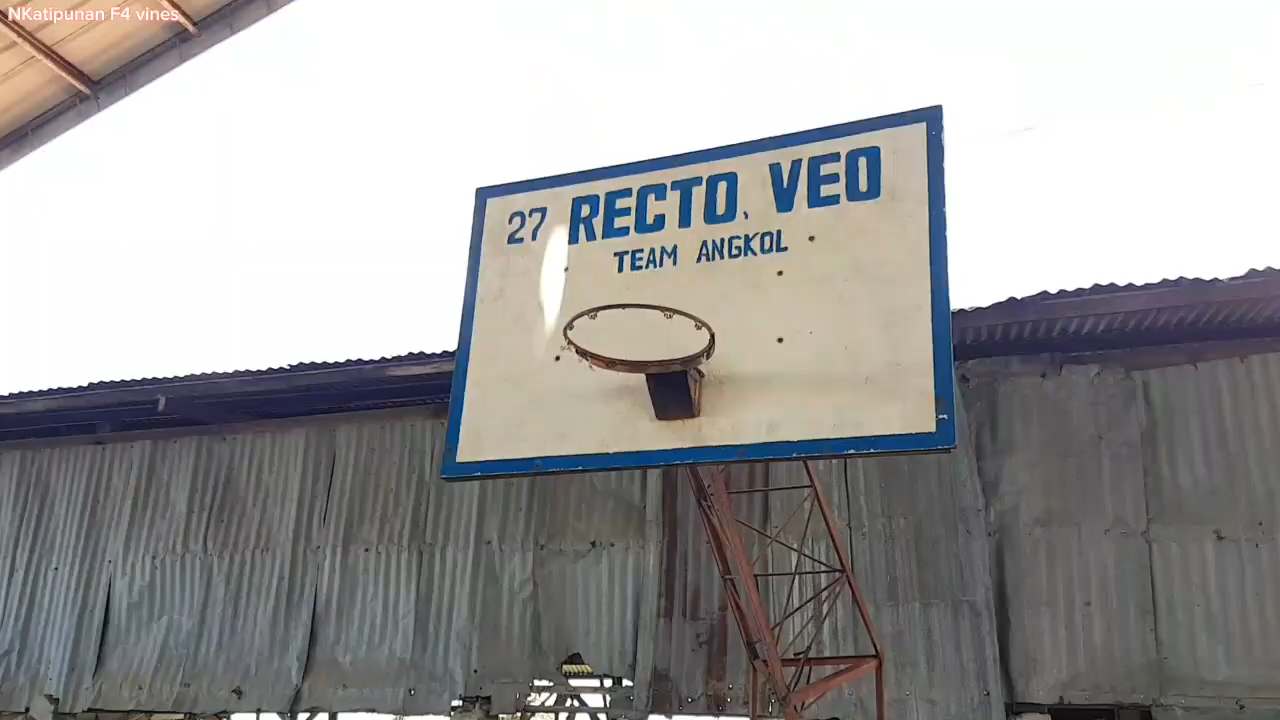 NKatipunan F4 vines
27 RECTO, VEO
TEAM ANGKOL